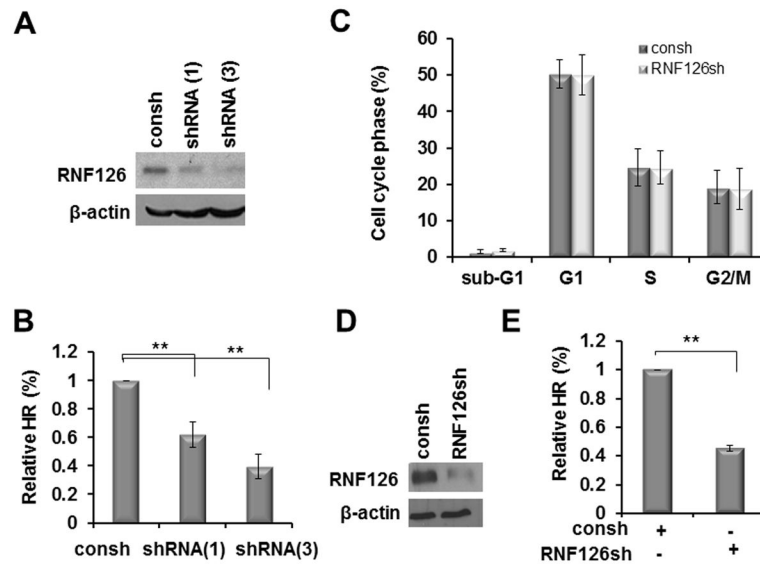 A
consh
shRNA (1)
shRNA (3)
RNF126
β-actin
B
Relative HR (%)
1.2
1
0.8
0.6
0.4
0.2
0
**
**
consh shRNA(1) shRNA(3)
C
Cell cycle phase (%)
60
50
40
30
20
10
0
consh
RNF126sh
sub-G1 G1 S G2/M
D
consh
RNF126sh
RNF126
β-actin
E
Relative HR (%)
1.2
1
0.8
0.6
0.4
0.2
0
**
consh + -
RNF126sh - +